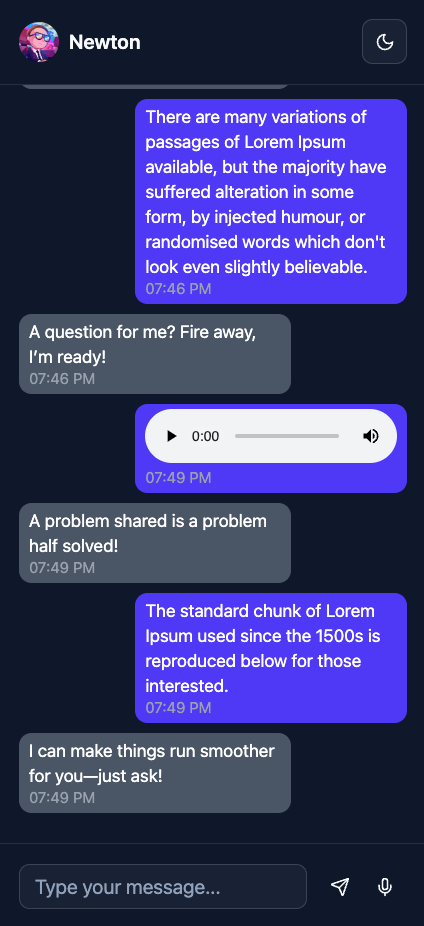 Newton
There are many variations of
passages of Lorem Ipsum
available, but the majority have
suffered alteration in some
form, by injected humour, or
randomised words which don't
look even slightly believable.
07:46 PM
A question for me? Fire away,
I’m ready!
07:46 PM
0:00
07:49 PM
A problem shared is a problem
half solved!
07:49 PM
The standard chunk of Lorem
Ipsum used since the 1500s is
reproduced below for those
interested.
07:49 PM
I can make things run smoother
for you—just ask!
07:49 PM
Type your message...